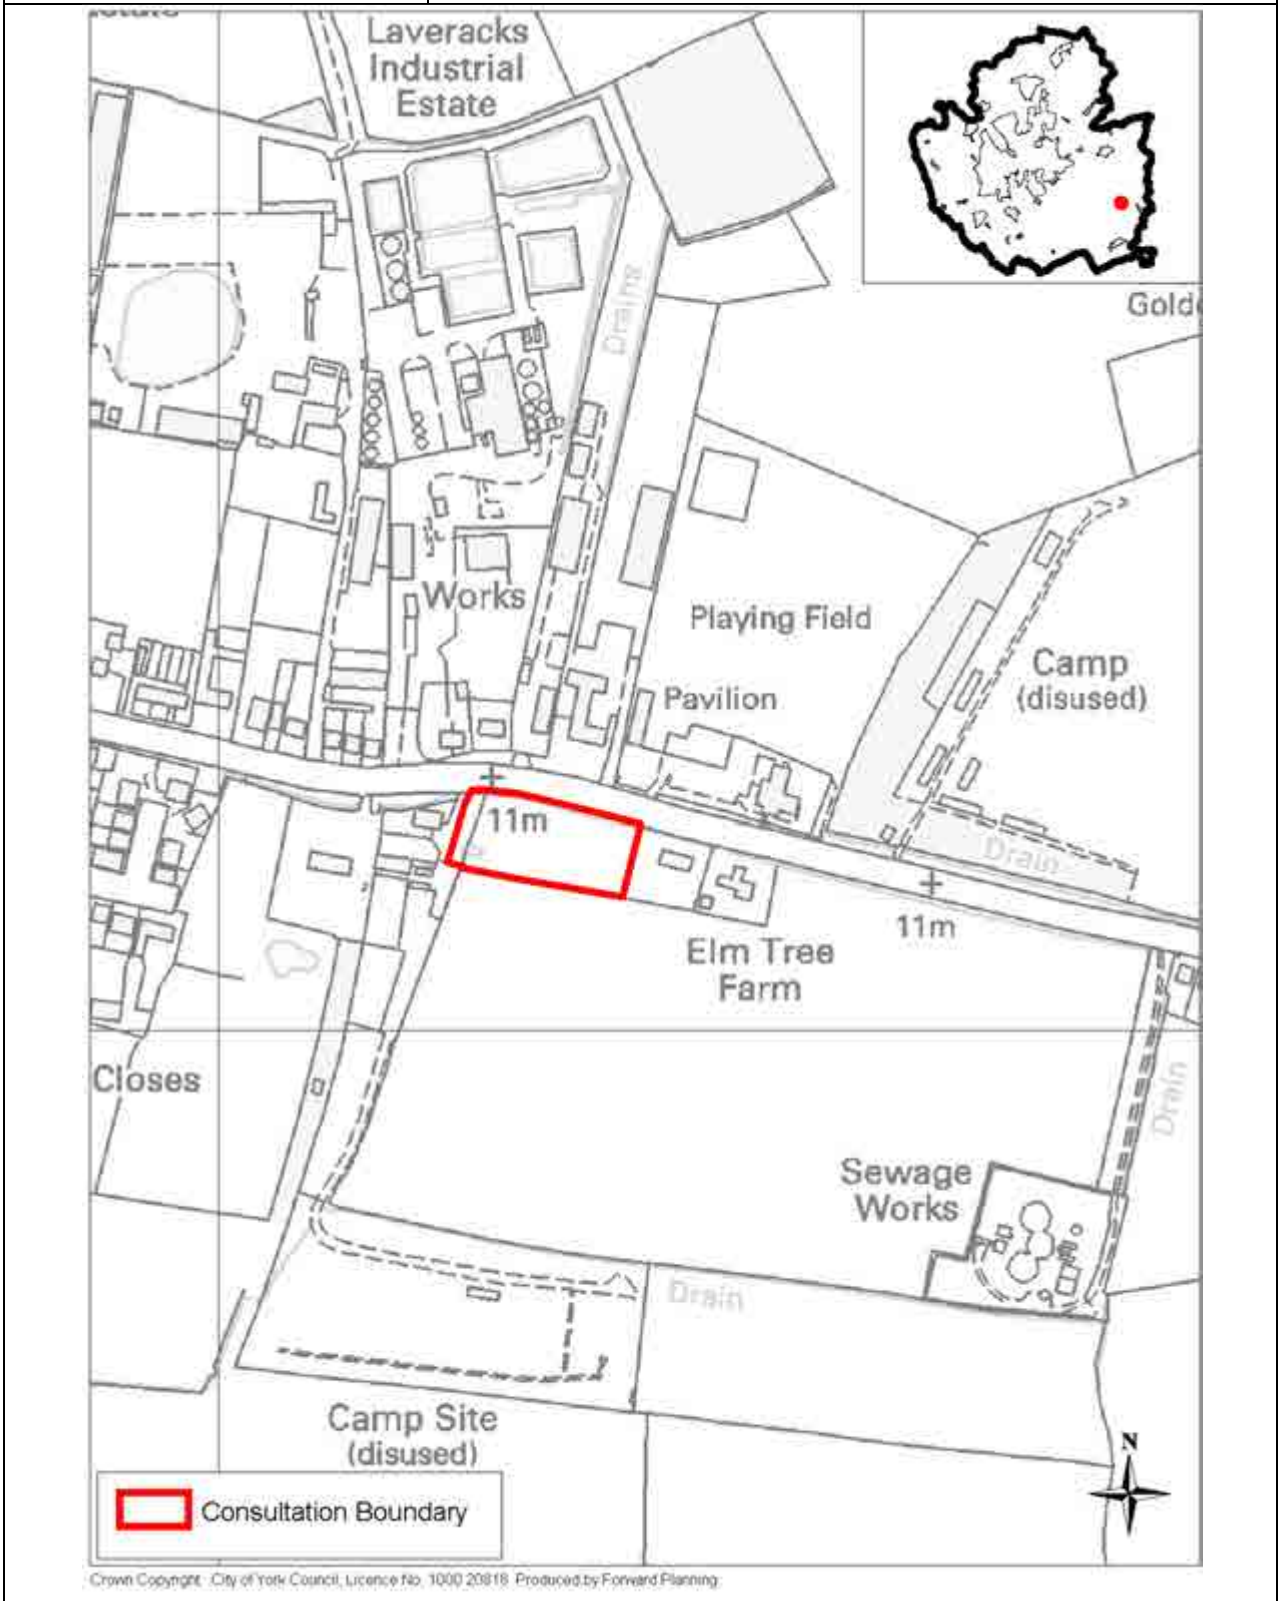 Laveracks
Industrial
Estate
Golde
Drains
Works
Playing Field
Pavilion
Camp
(disused)
11m
Drain
11m
Elm Tree
Farm
Closes
Drain
Sewage
Works
Drain
Camp Site
(disused)
N
Consultation Boundary
Crown Copyright City of York Council, Licence No. 1000 20818 Produced by Forward Planning